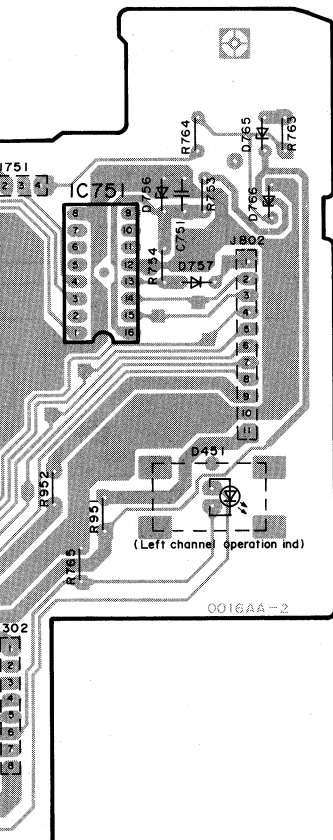 R764
D765
R763
J751
2 3 4
IC751
D756
C751
R753
D766
8 9
7 10
6 11
5 12
4 13
3 14
2 15
1 16
R754
D757
J802
1
2
3
4
5
6
7
8
9
10
11
D451
R952
R951
(Left channel operation ind)
R765
0016AA-2
302
1
2
3
4
5
6
7
8